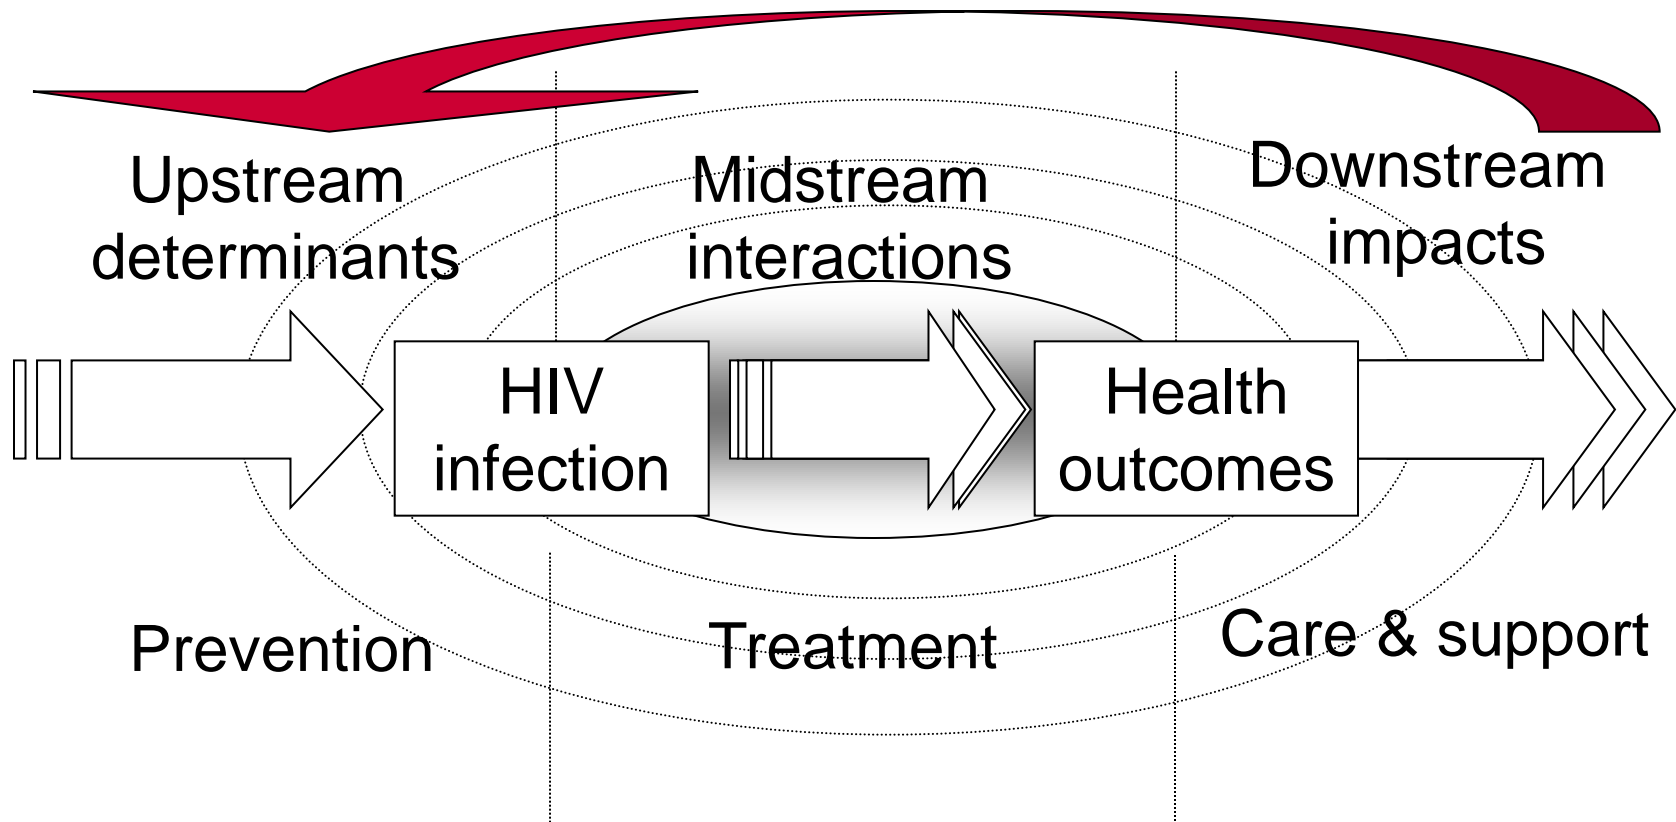 Upstream
determinants
Midstream
interactions
Downstream
impacts
HIV
infection
Health
outcomes
Prevention
Treatment
Care & support